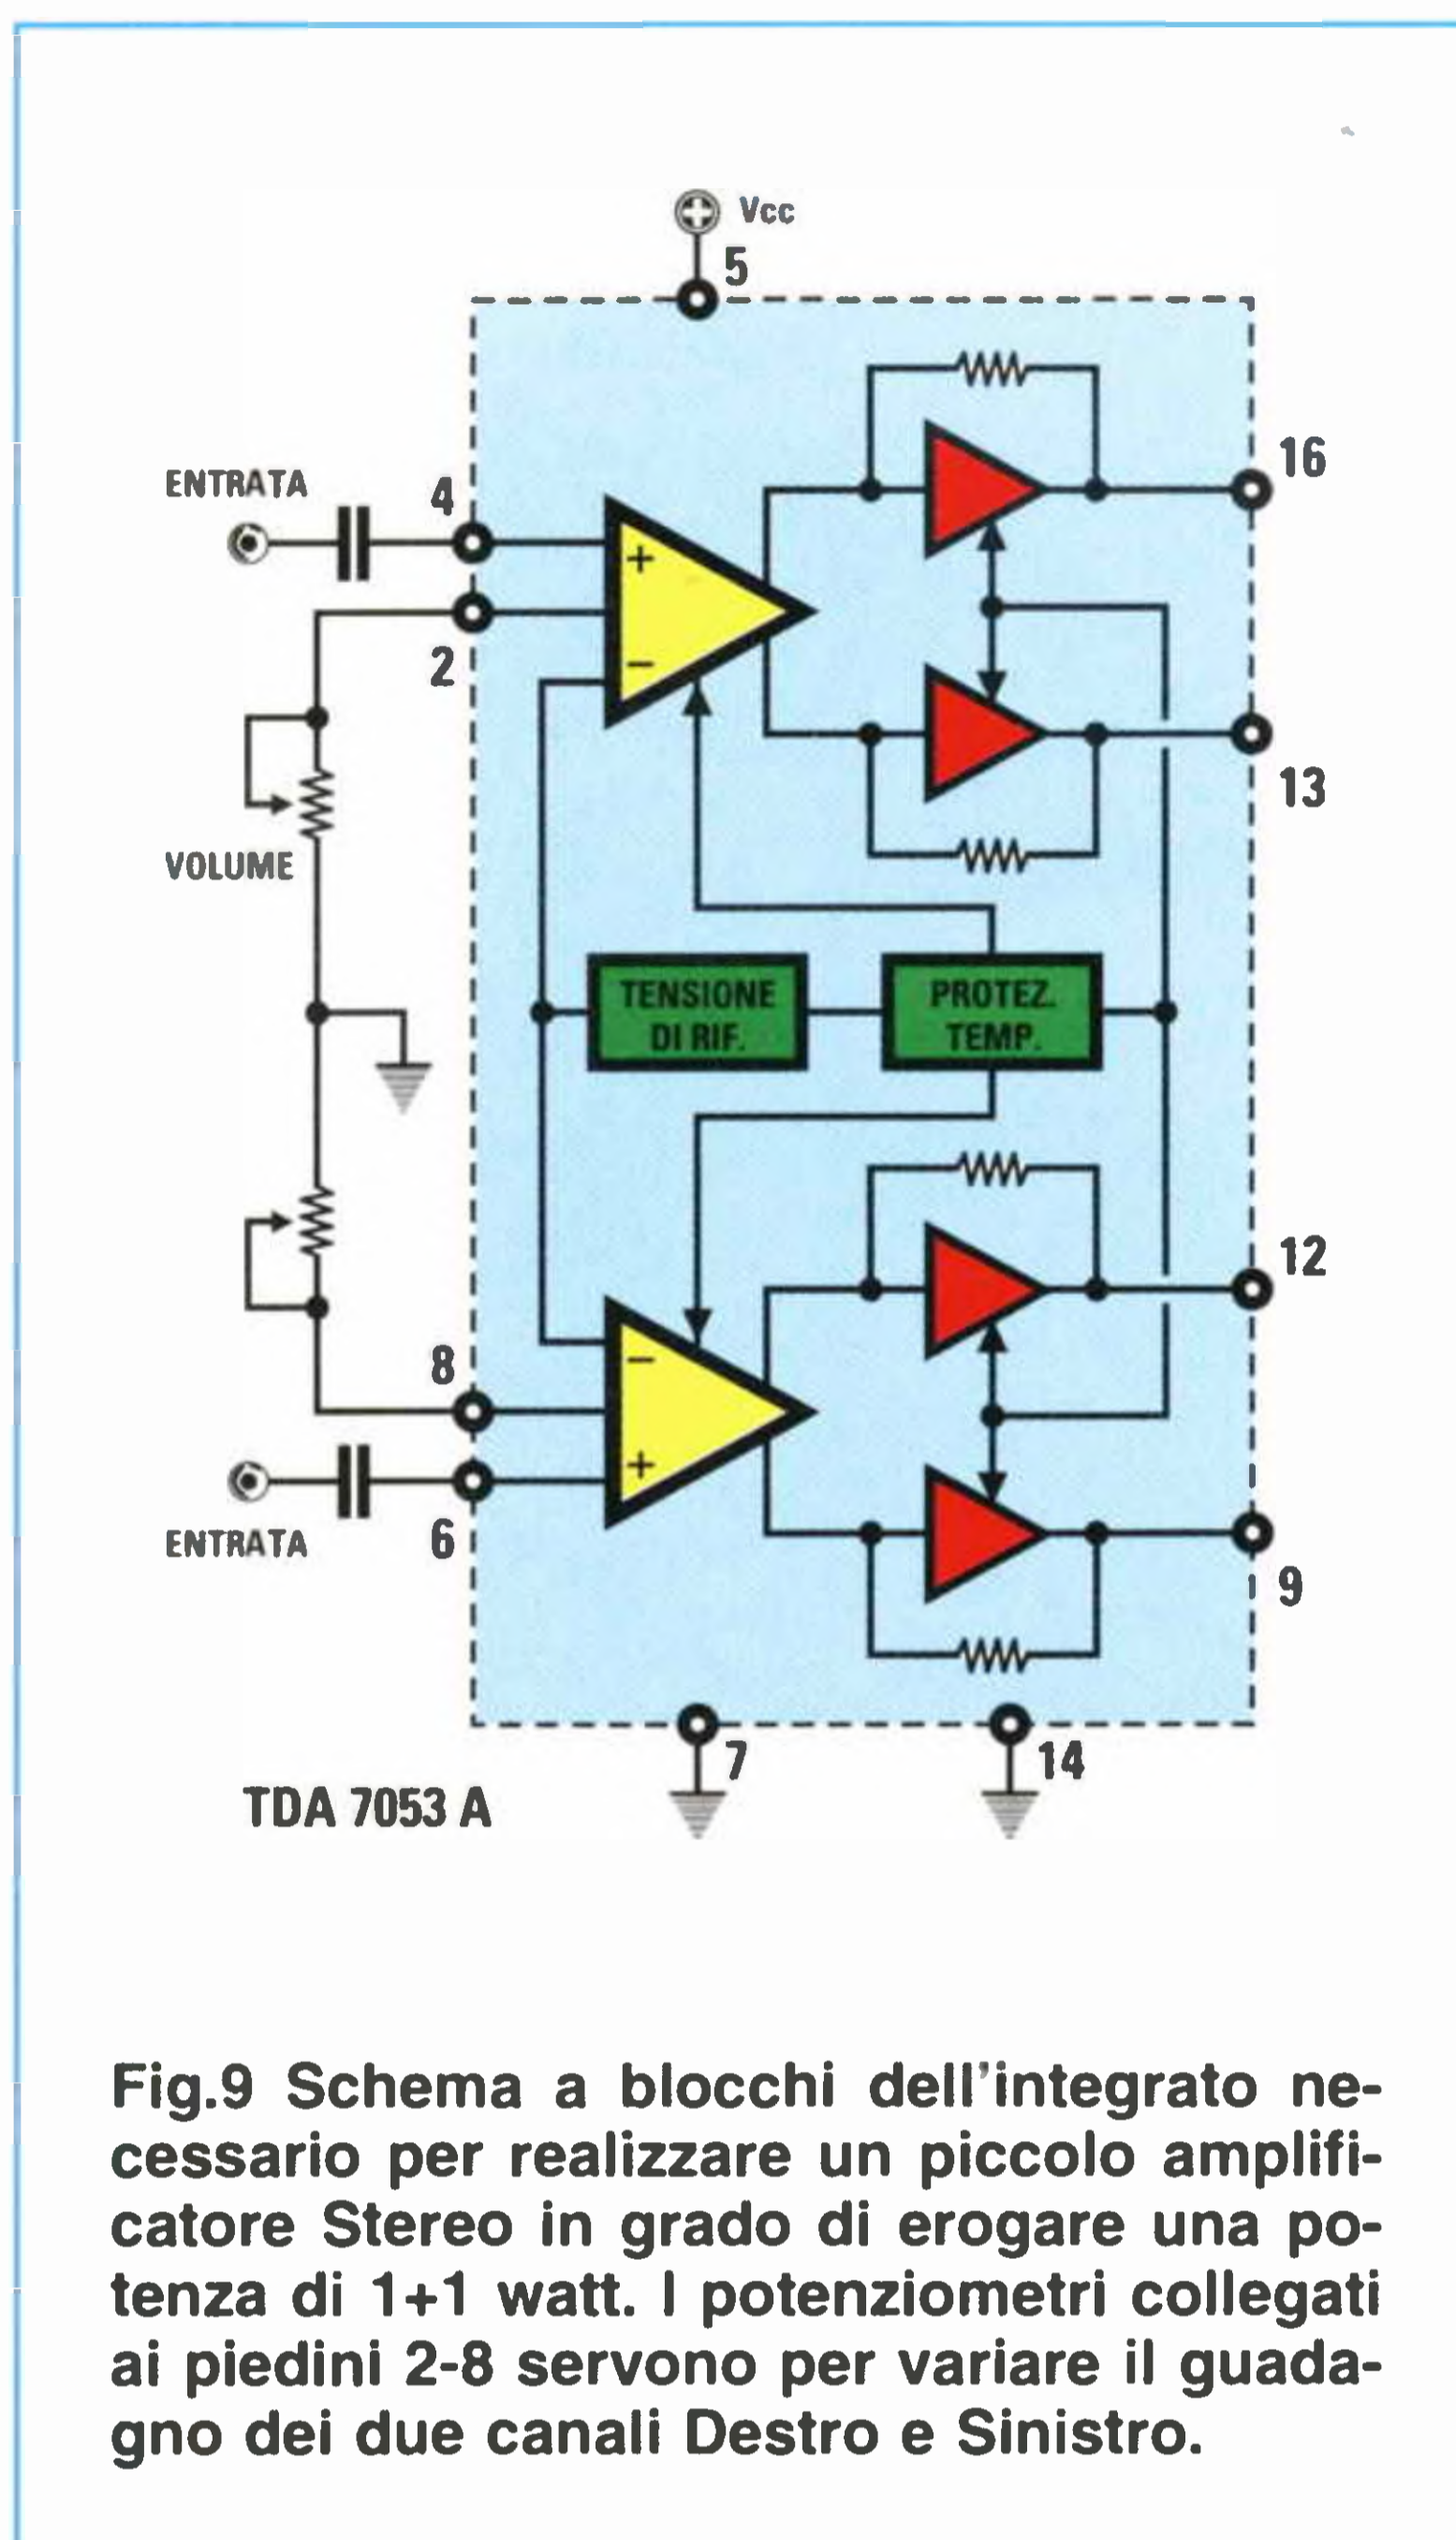 Vcc
5
ENTRATA
4
16
+
2
−
13
VOLUME
TENSIONE
DI RIF.
PROTEZ.
TEMP.
12
8
−
+
ENTRATA
6
9
7
14
TDA 7053 A
Fig.9 Schema a blocchi dell'integrato ne-
cessario per realizzare un piccolo amplifi-
catore Stereo in grado di erogare una po-
tenza di 1+1 watt. I potenziometri collegati
ai piedini 2-8 servono per variare il guada-
gno dei due canali Destro e Sinistro.